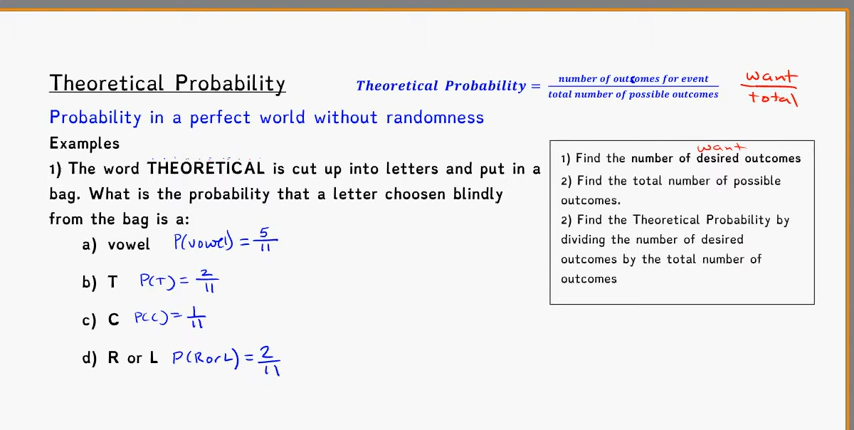 Theoretical Probability
Theoretical Probability = number of outcomes for event / total number of possible outcomes
want / total
Probability in a perfect world without randomness
Examples
1) The word THEORETICAL is cut up into letters and put in a
bag. What is the probability that a letter choosen blindly
from the bag is a:
a) vowel P(vowel) = 5/11
b) T P(T) = 2/11
c) C P(C) = 1/11
d) R or L P(R or L) = 2/11
want
1) Find the number of desired outcomes
2) Find the total number of possible
outcomes.
2) Find the Theoretical Probability by
dividing the number of desired
outcomes by the total number of
outcomes